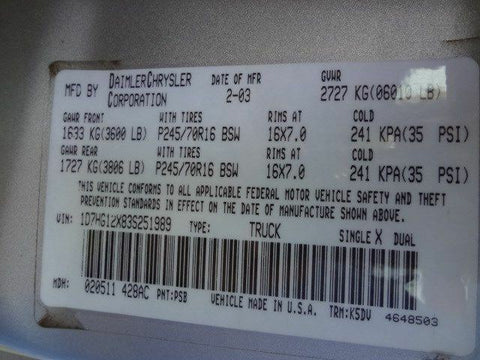 MFD BY DAIMLERCHRYSLER CORPORATION DATE OF MFR 2-03 GVWR 2727 KG(06010 LB)
GAWR FRONT WITH TIRES RIMS AT COLD
1633 KG(3600 LB) P245/70R16 BSW 16X7.0 241 KPA(35 PSI)
GAWR REAR WITH TIRES RIMS AT COLD
1727 KG(3806 LB) P245/70R16 BSW 16X7.0 241 KPA(35 PSI)
THIS VEHICLE CONFORMS TO ALL APPLICABLE FEDERAL MOTOR VEHICLE SAFETY AND THEFT
PREVENTION STANDARDS IN EFFECT ON THE DATE OF MANUFACTURE SHOWN ABOVE.
VIN: 1D7HG12X83S251989 TYPE: TRUCK SINGLE X DUAL
MDH: 020511 428AC PNT:PSB VEHICLE MADE IN U.S.A. TRM:K5DV 4648503